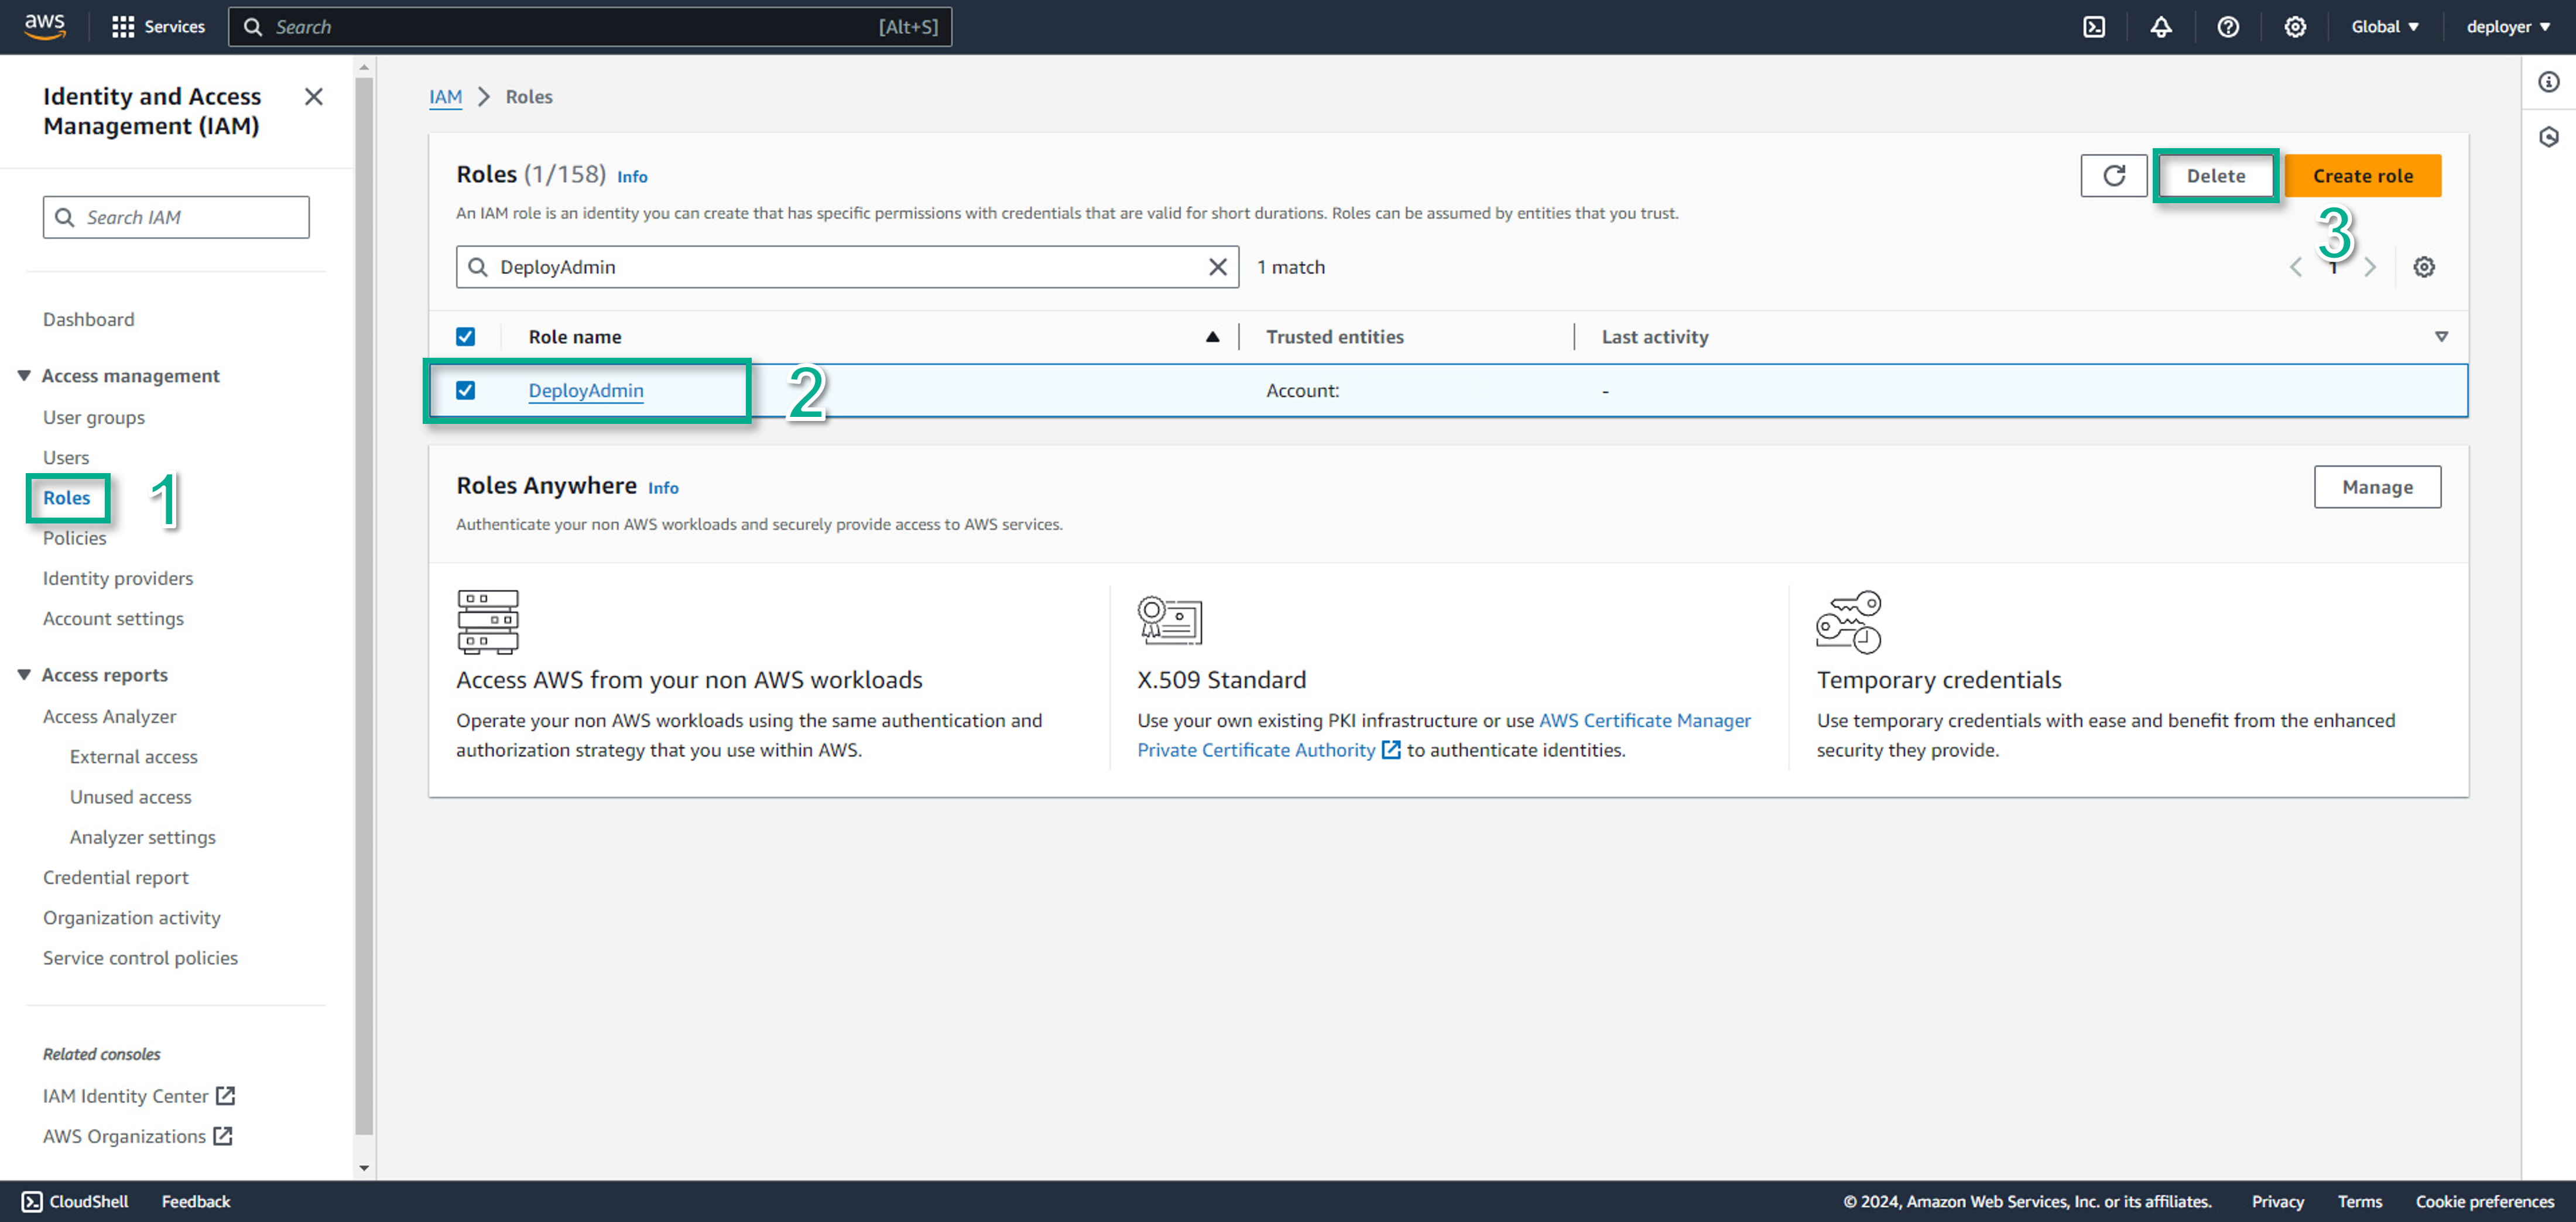 aws
Services
Search
[Alt+S]
Global
deployer
Identity and Access
Management (IAM)
Search IAM
Dashboard
Access management
User groups
Users
Roles
1
Policies
Identity providers
Account settings
Access reports
Access Analyzer
External access
Unused access
Analyzer settings
Credential report
Organization activity
Service control policies
Related consoles
IAM Identity Center
AWS Organizations
IAM > Roles
Roles (1/158) Info
Delete
Create role
3
An IAM role is an identity you can create that has specific permissions with credentials that are valid for short durations. Roles can be assumed by entities that you trust.
DeployAdmin
1 match
1
Role name
Trusted entities
Last activity
DeployAdmin
2
Account:
-
Roles Anywhere Info
Manage
Authenticate your non AWS workloads and securely provide access to AWS services.
Access AWS from your non AWS workloads
Operate your non AWS workloads using the same authentication and
authorization strategy that you use within AWS.
X.509 Standard
Use your own existing PKI infrastructure or use AWS Certificate Manager
Private Certificate Authority to authenticate identities.
Temporary credentials
Use temporary credentials with ease and benefit from the enhanced
security they provide.
CloudShell
Feedback
© 2024, Amazon Web Services, Inc. or its affiliates.
Privacy
Terms
Cookie preferences